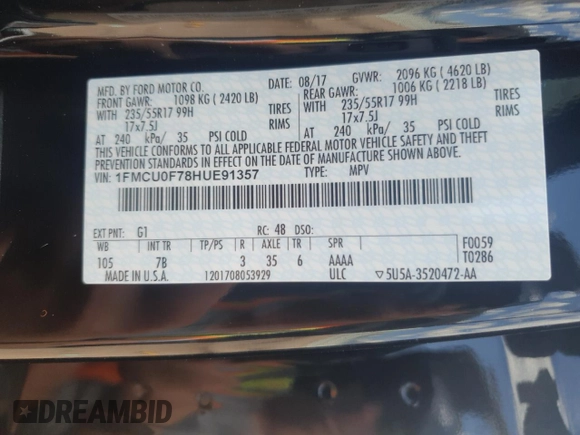 MFD. BY FORD MOTOR CO.
DATE: 08/17 GVWR: 2096 KG ( 4620 LB)
FRONT GAWR: 1098 KG ( 2420 LB) REAR GAWR: 1006 KG ( 2218 LB)
WITH 235/55R17 99H TIRES WITH 235/55R17 99H TIRES
17x7.5J RIMS 17x7.5J RIMS
AT 240 kPa/ 35 PSI COLD AT 240 kPa/ 35 PSI COLD
THIS VEHICLE CONFORMS TO ALL APPLICABLE FEDERAL MOTOR VEHICLE SAFETY AND THEFT
PREVENTION STANDARDS IN EFFECT ON THE DATE OF MANUFACTURE SHOWN ABOVE.
VIN: 1FMCU0F78HUE91357 TYPE: MPV
EXT PNT: G1 RC: 48 DSO: F0059
WB INT TR TP/PS R AXLE TR SPR T0286
105 7B 3 35 6 AAAA
MADE IN U.S.A. 1201708053929 ULC ▽5U5A-3520472-AA
DREAMBID